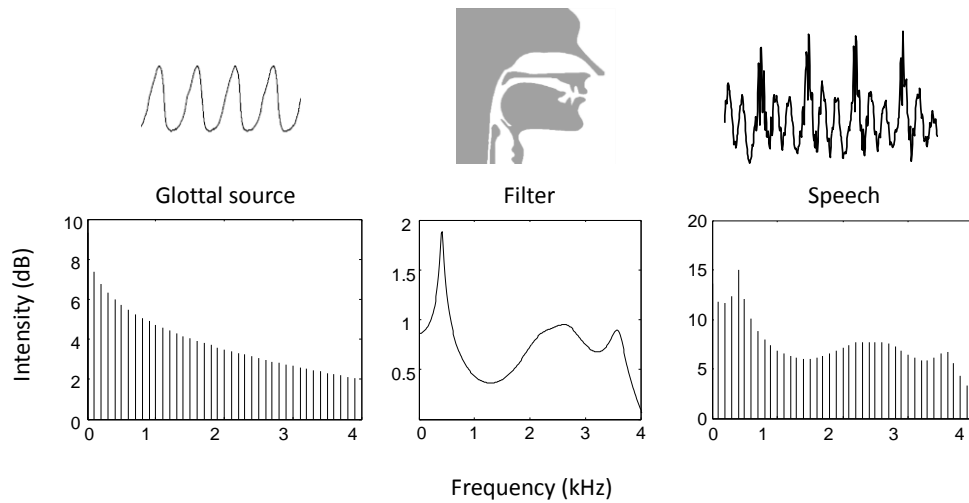 Glottal source
Filter
Speech
Intensity (dB)
10
8
6
4
2
0
0 1 2 3 4
2
1.5
1
0.5
0 1 2 3 4
20
15
10
5
0
0 1 2 3 4
Frequency (kHz)